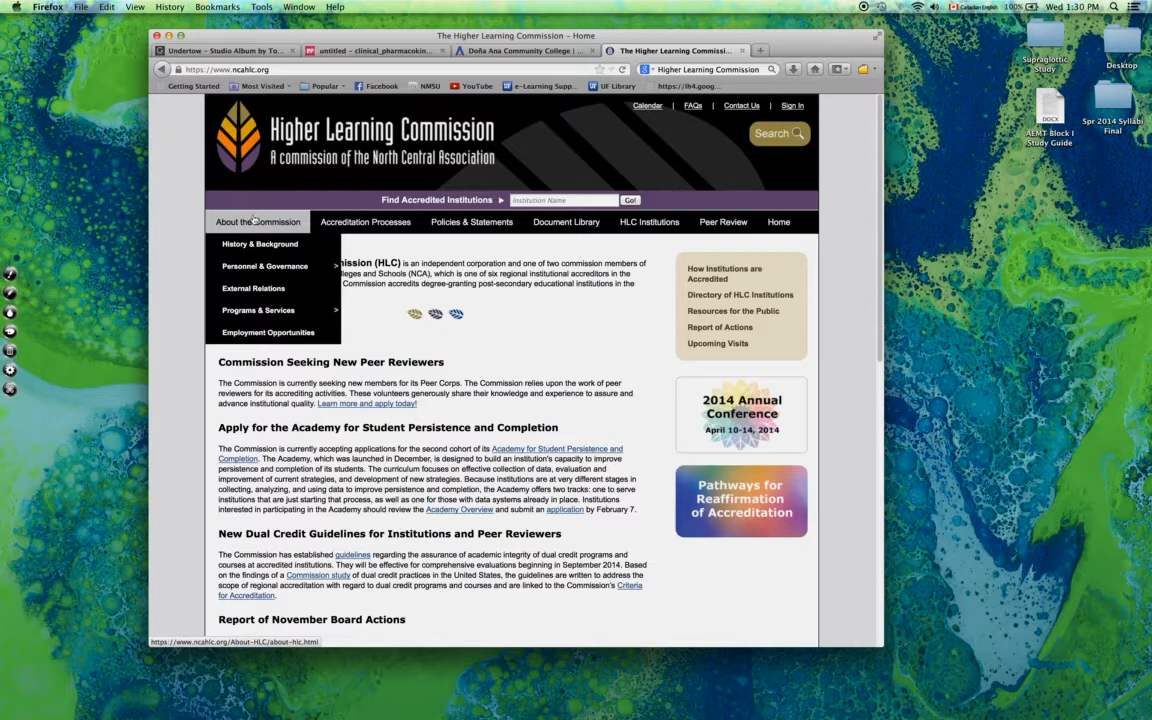 Firefox File Edit View History Bookmarks Tools Window Help
Canadian English 100% Wed 1:30 PM
The Higher Learning Commission – Home
Undertow – Studio Album by To...
untitled – clinical_pharmacokin...
Doña Ana Community College | ...
The Higher Learning Commissi...
https://www.ncahlc.org
Higher Learning Commission
Getting Started Most Visited Popular Facebook NMSU YouTube e-Learning Supp... UF Library https://lh4.goog...
Supraglottic Study
Desktop
DOCX
AEMT Block I Study Guide
Spr 2014 Syllabi Final
Calendar | FAQs | Contact Us | Sign In
Higher Learning Commission
A commission of the North Central Association
Search
Find Accredited Institutions
Institution Name
Go!
About the Commission Accreditation Processes Policies & Statements Document Library HLC Institutions Peer Review Home
History & Background
Personnel & Governance >
External Relations
Programs & Services >
Employment Opportunities
mission (HLC) is an independent corporation and one of two commission members of
lleges and Schools (NCA), which is one of six regional institutional accreditors in the
Commission accredits degree-granting post-secondary educational institutions in the
Commission Seeking New Peer Reviewers
The Commission is currently seeking new members for its Peer Corps. The Commission relies upon the work of peer
reviewers for its accrediting activities. These volunteers generously share their knowledge and experience to assure and
advance institutional quality. Learn more and apply today!
Apply for the Academy for Student Persistence and Completion
The Commission is currently accepting applications for the second cohort of its Academy for Student Persistence and
Completion. The Academy, which was launched in December, is designed to build an institution's capacity to improve
persistence and completion of its students. The curriculum focuses on effective collection of data, evaluation and
improvement of current strategies, and development of new strategies. Because institutions are at very different stages in
collecting, analyzing, and using data to improve persistence and completion, the Academy offers two tracks: one to serve
institutions that are just starting that process, as well as one for those with data systems already in place. Institutions
interested in participating in the Academy should review the Academy Overview and submit an application by February 7.
New Dual Credit Guidelines for Institutions and Peer Reviewers
The Commission has established guidelines regarding the assurance of academic integrity of dual credit programs and
courses at accredited institutions. They will be effective for comprehensive evaluations beginning in September 2014. Based
on the findings of a Commission study of dual credit practices in the United States, the guidelines are written to address the
scope of regional accreditation with regard to dual credit programs and courses and are linked to the Commission's Criteria
for Accreditation.
Report of November Board Actions
How Institutions are
Accredited
Directory of HLC Institutions
Resources for the Public
Report of Actions
Upcoming Visits
2014 Annual
Conference
April 10-14, 2014
Pathways for
Reaffirmation
of Accreditation
https://www.ncahlc.org/About-HLC/about-hlc.html